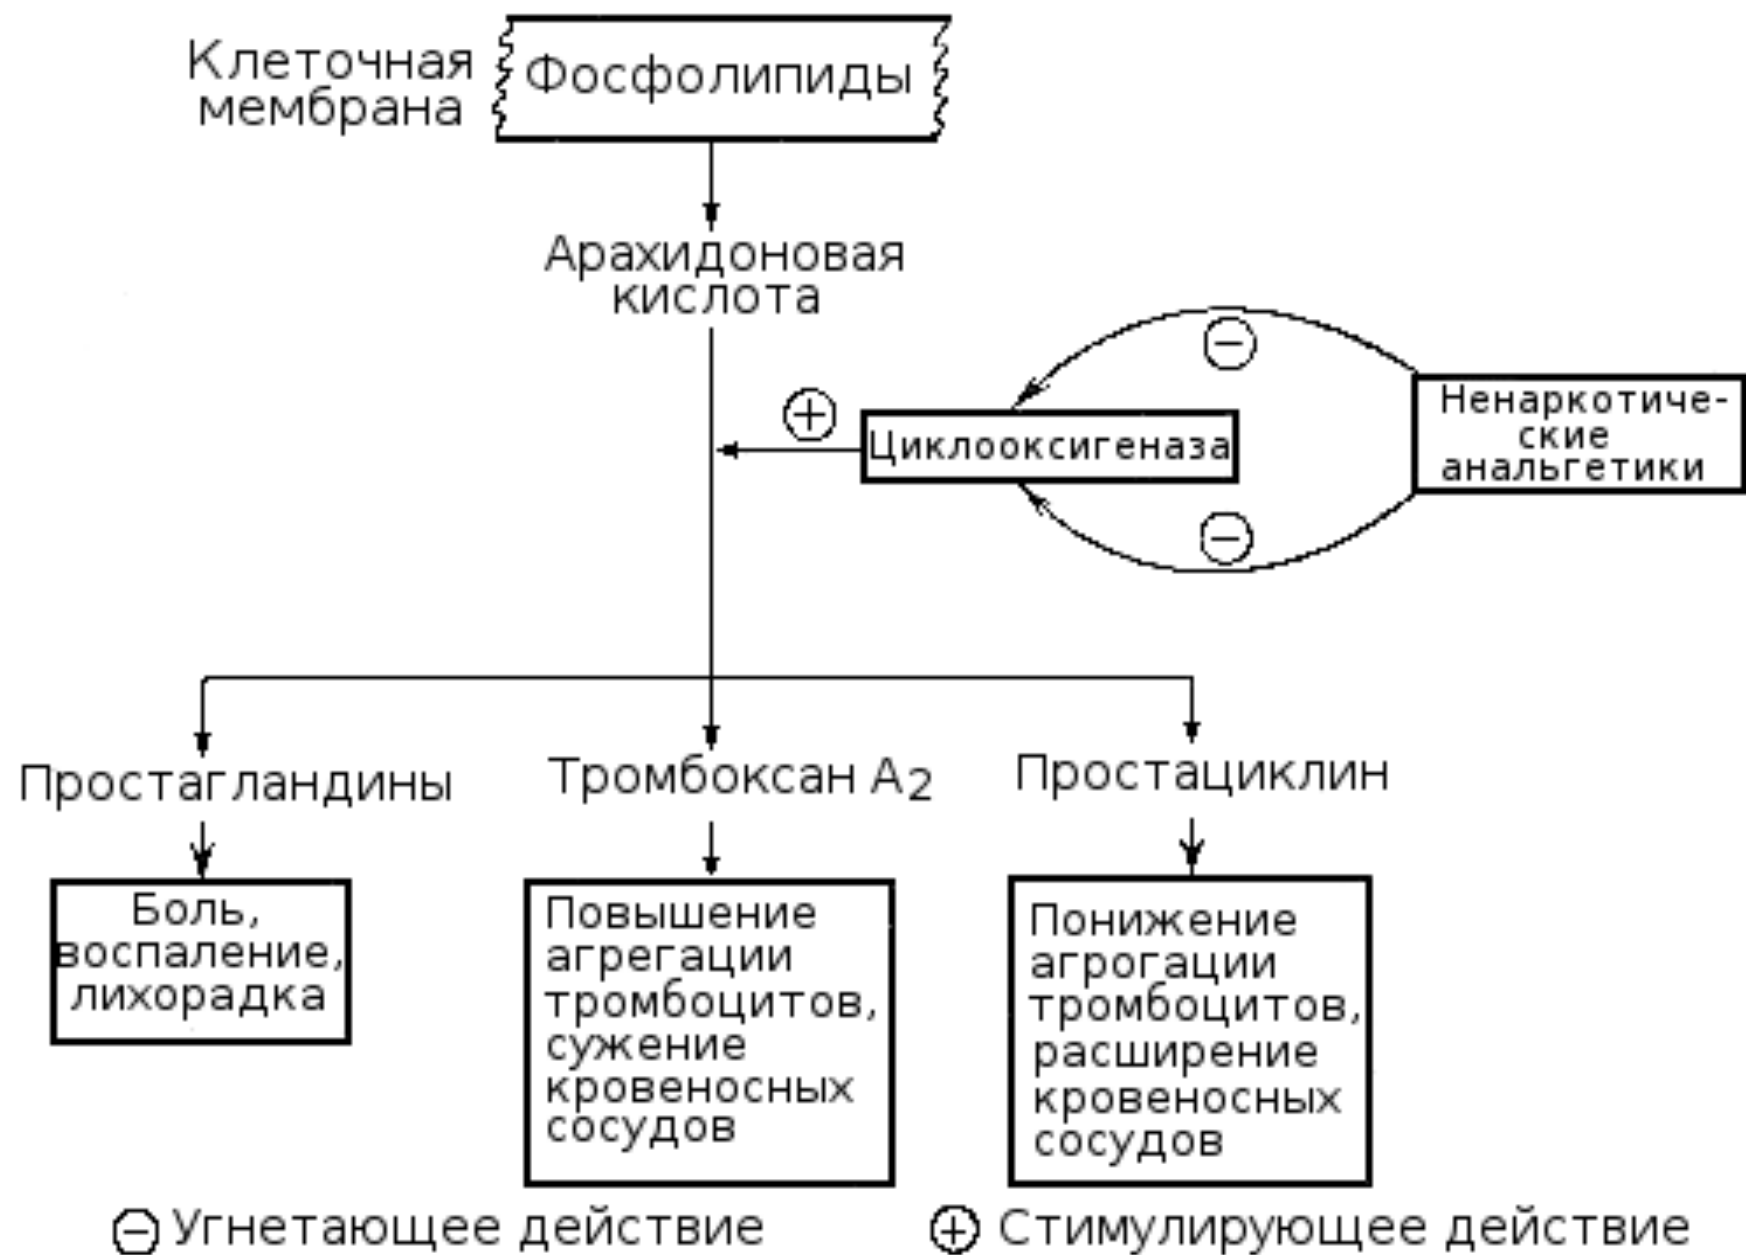 Клеточная
мембрана
Фосфолипиды
Арахидоновая
кислота
+
Циклооксигеназа
−
−
Ненаркотиче-
ские
анальгетики
Простагландины
Тромбоксан A2
Простациклин
Боль,
воспаление,
лихорадка
Повышение
агрегации
тромбоцитов,
сужение
кровеносных
сосудов
Понижение
агрогации
тромбоцитов,
расширение
кровеносных
сосудов
− Угнетающее действие
+ Стимулирующее действие